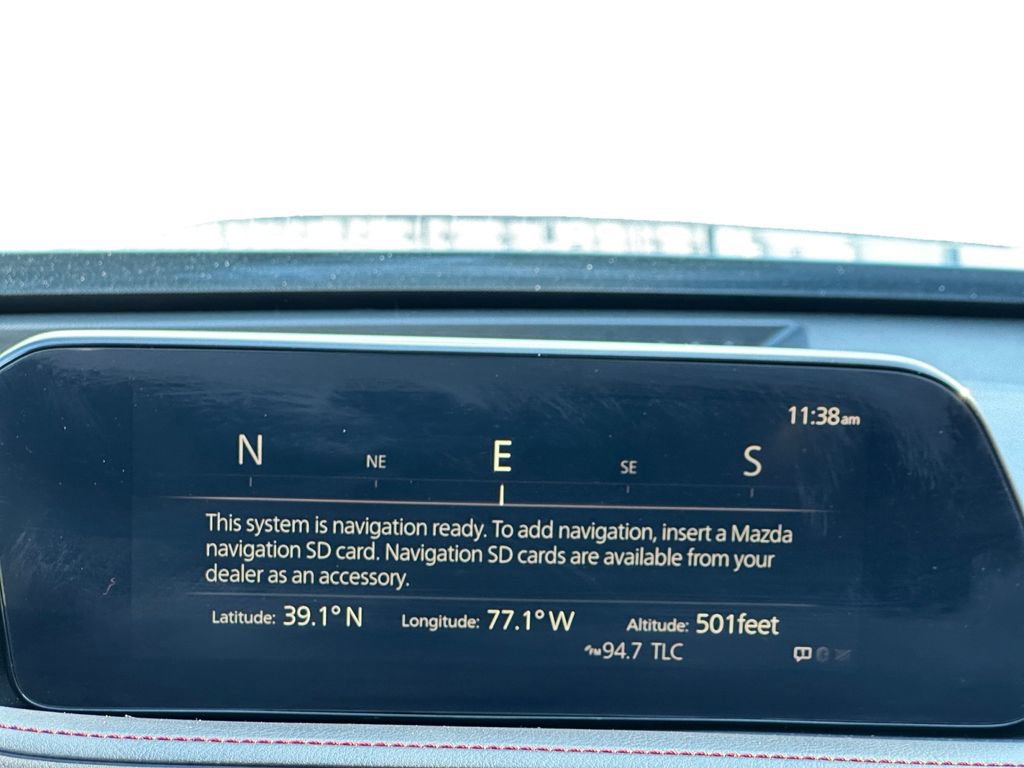 11:38am
N NE E SE S
This system is navigation ready. To add navigation, insert a Mazda
navigation SD card. Navigation SD cards are available from your
dealer as an accessory.
Latitude: 39.1° N Longitude: 77.1° W Altitude: 501feet
FM 94.7 TLC